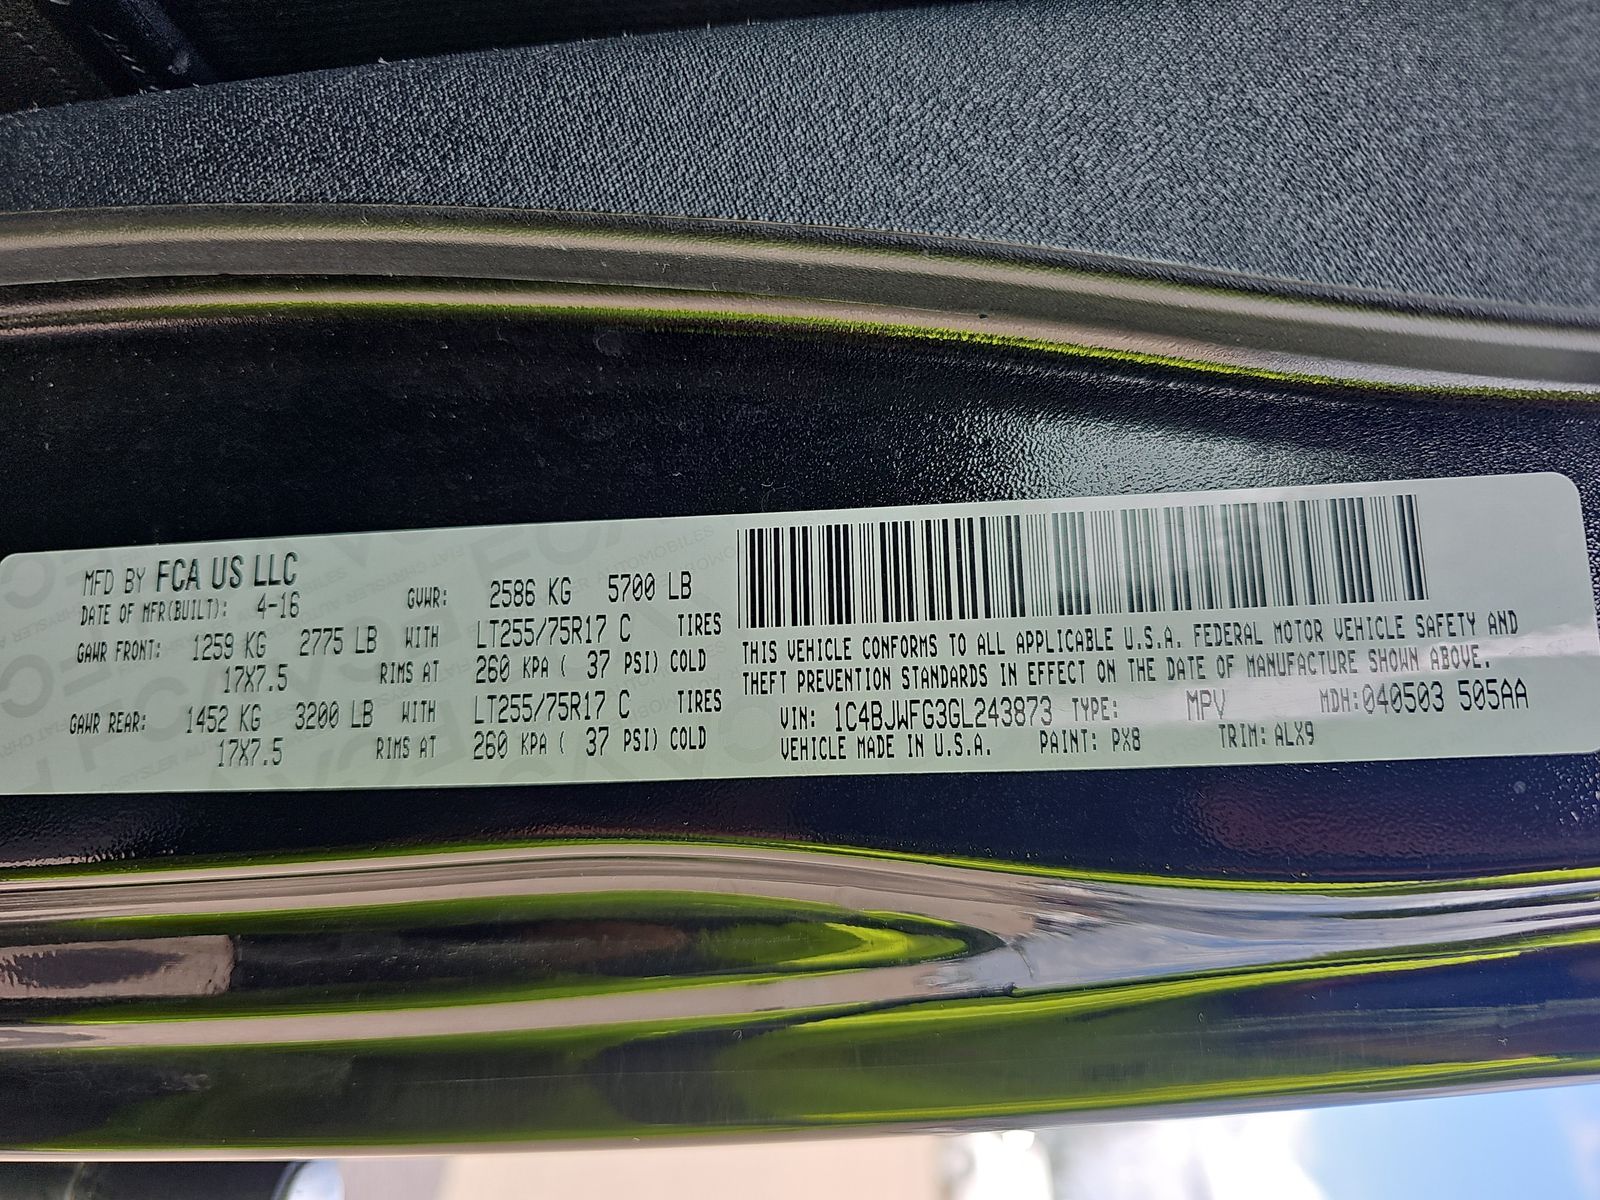 MFD BY FCA US LLC
DATE OF MFR(BUILT): 4-16 GVWR: 2586 KG 5700 LB
GAWR FRONT: 1259 KG 2775 LB WITH LT255/75R17 C TIRES
17X7.5 RIMS AT 260 KPA ( 37 PSI) COLD
GAWR REAR: 1452 KG 3200 LB WITH LT255/75R17 C TIRES
17X7.5 RIMS AT 260 KPA ( 37 PSI) COLD
THIS VEHICLE CONFORMS TO ALL APPLICABLE U.S.A. FEDERAL MOTOR VEHICLE SAFETY AND
THEFT PREVENTION STANDARDS IN EFFECT ON THE DATE OF MANUFACTURE SHOWN ABOVE.
VIN: 1C4BJWFG3GL243873 TYPE: MPV MDH:040503 505AA
VEHICLE MADE IN U.S.A. PAINT: PX8 TRIM: ALX9